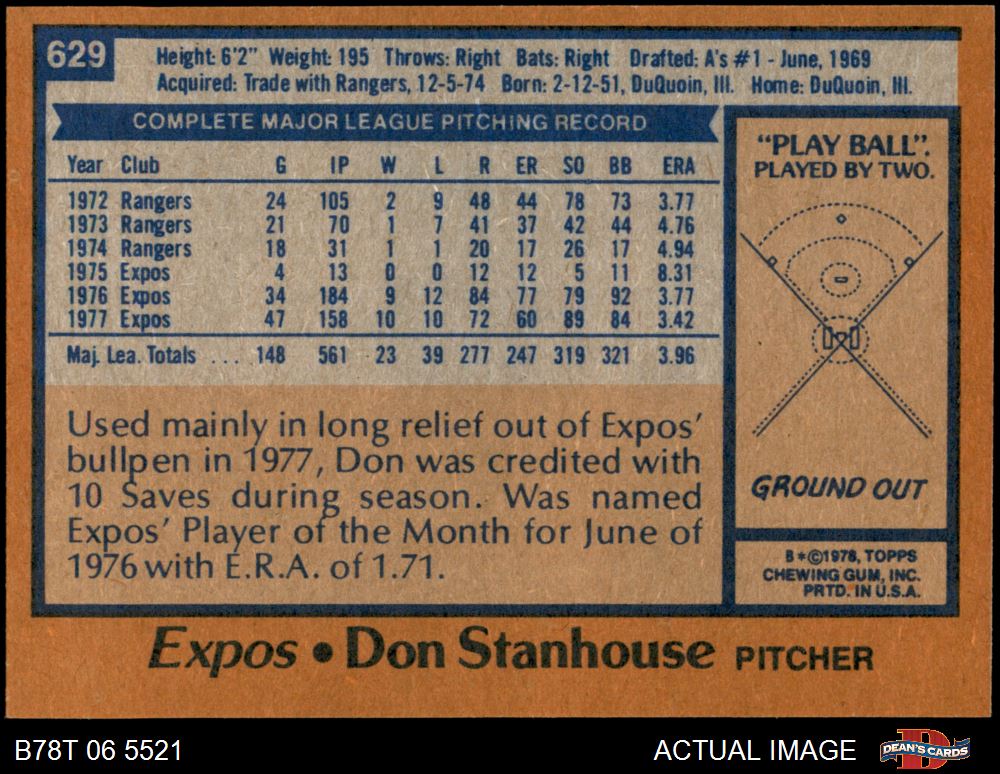 629
Height: 6'2" Weight: 195 Throws: Right Bats: Right Drafted: A's #1 - June, 1969
Acquired: Trade with Rangers, 12-5-74 Born: 2-12-51, DuQuoin, Ill. Home: DuQuoin, Ill.
COMPLETE MAJOR LEAGUE PITCHING RECORD
Year Club G IP W L R ER SO BB ERA
1972 Rangers 24 105 2 9 48 44 78 73 3.77
1973 Rangers 21 70 1 7 41 37 42 44 4.76
1974 Rangers 18 31 1 1 20 17 26 17 4.94
1975 Expos 4 13 0 0 12 12 5 11 8.31
1976 Expos 34 184 9 12 84 77 79 92 3.77
1977 Expos 47 158 10 10 72 60 89 84 3.42
Maj. Lea. Totals ... 148 561 23 39 277 247 319 321 3.96
Used mainly in long relief out of Expos'
bullpen in 1977, Don was credited with
10 Saves during season. Was named
Expos' Player of the Month for June of
1976 with E.R.A. of 1.71.
"PLAY BALL".
PLAYED BY TWO.
GROUND OUT
B*©1978, TOPPS
CHEWING GUM, INC.
PRTD. IN U.S.A.
Expos • Don Stanhouse PITCHER
B78T 06 5521
ACTUAL IMAGE
DEAN'S CARDS